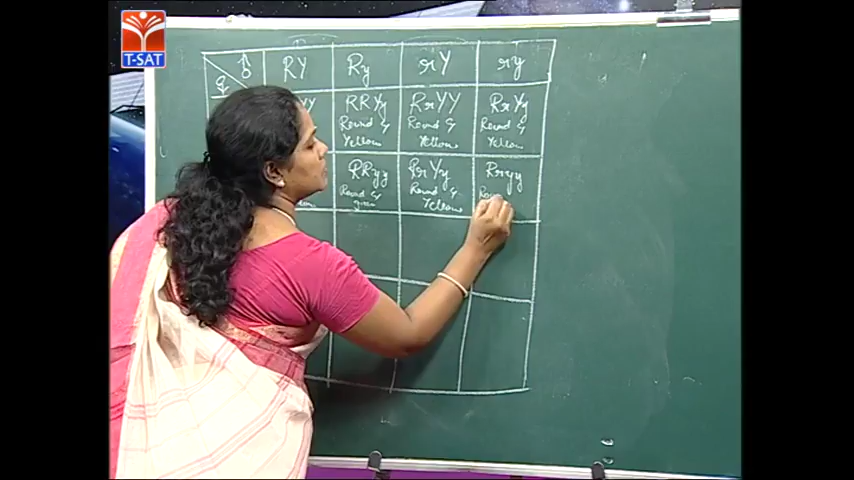 T-SAT
♀ ♂ RY Ry rY ry
YY RRYy RrYY RrYy
Round & Round & Round &
Yellow Yellow Yellow
RRyy RrYy Rryy
Round & Round &
green Yellow